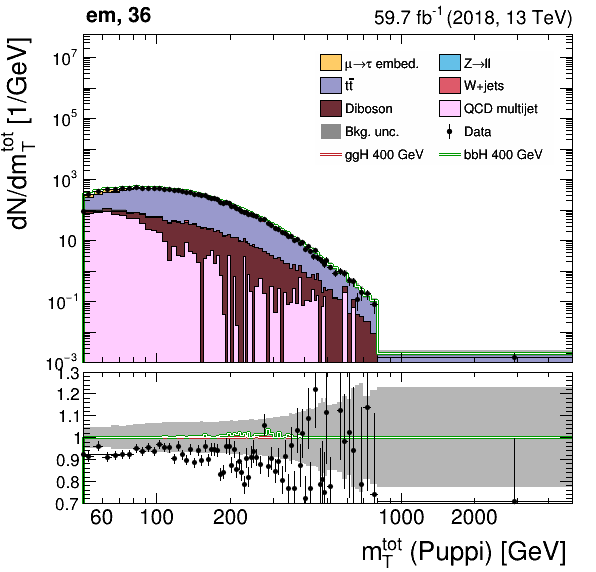 em, 36
59.7 fb⁻¹ (2018, 13 TeV)
dN/dm_T^tot [1/GeV]
10⁷
10⁵
10³
10
10⁻¹
10⁻³
μ→τ embed.
Z→ll
tt̄
W+jets
Diboson
QCD multijet
Bkg. unc.
Data
ggH 400 GeV
bbH 400 GeV
1.3
1.2
1.1
1
0.9
0.8
0.7
60
100
200
1000
2000
m_T^tot (Puppi) [GeV]